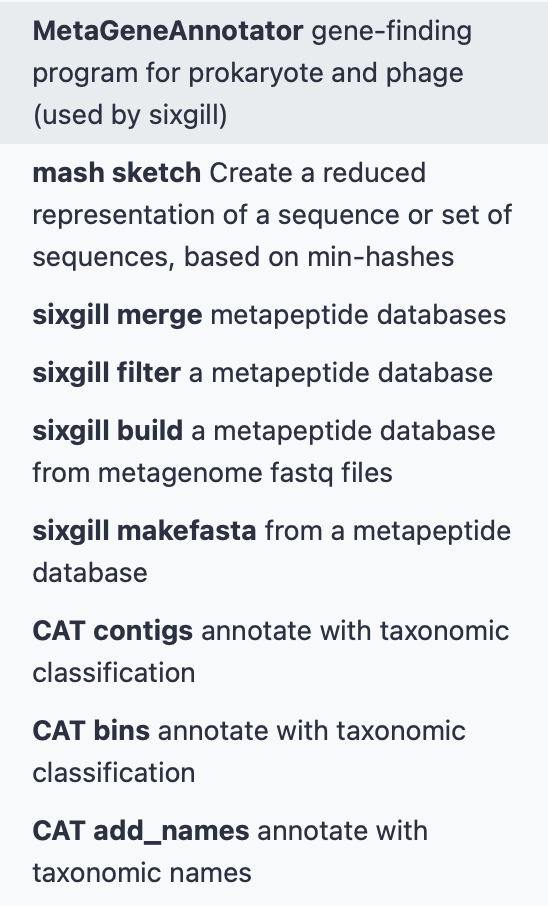 MetaGeneAnnotator gene-finding
program for prokaryote and phage
(used by sixgill)
mash sketch Create a reduced
representation of a sequence or set of
sequences, based on min-hashes
sixgill merge metapeptide databases
sixgill filter a metapeptide database
sixgill build a metapeptide database
from metagenome fastq files
sixgill makefasta from a metapeptide
database
CAT contigs annotate with taxonomic
classification
CAT bins annotate with taxonomic
classification
CAT add_names annotate with
taxonomic names